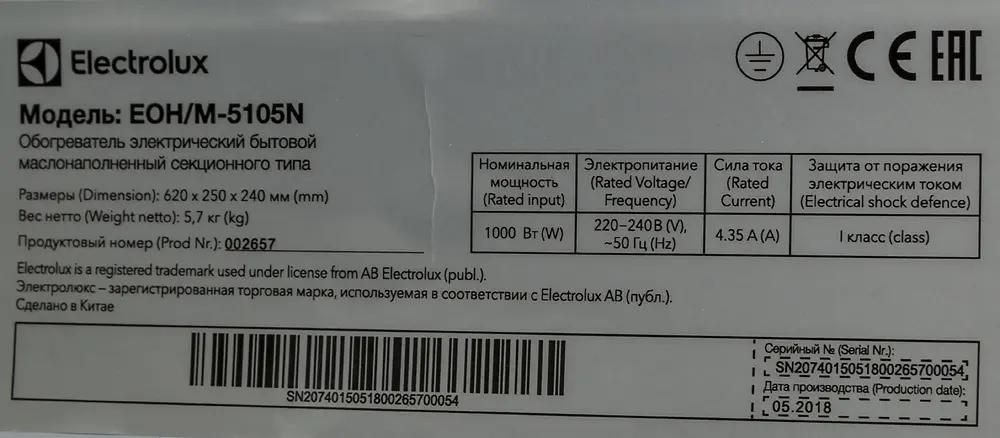 Electrolux
CE EAC
Модель: EOH/M-5105N
Обогреватель электрический бытовой
маслонаполненный секционного типа
Размеры (Dimension): 620 x 250 x 240 мм (mm)
Вес нетто (Weight netto): 5,7 кг (kg)
Продуктовый номер (Prod Nr.): 002657
Номинальная
мощность
(Rated input)
Электропитание
(Rated Voltage/
Frequency)
Сила тока
(Rated
Current)
Защита от поражения
электрическим током
(Electrical shock defence)
1000 Вт (W)
220–240 В (V),
~50 Гц (Hz)
4.35 А (A)
I класс (class)
Electrolux is a registered trademark used under license from AB Electrolux (publ.).
Электролюкс – зарегистрированная торговая марка, используемая в соответствии с Electrolux AB (публ.).
Сделано в Китае
SN2074015051800265700054
Серийный № (Serial Nr.):
SN2074015051800265700054
Дата производства (Production date):
05.2018